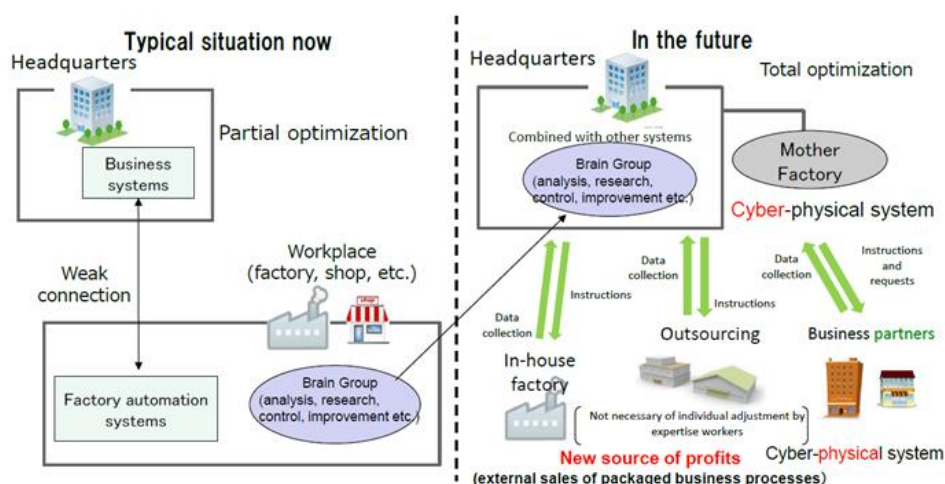 Typical situation now
Headquarters
Partial optimization
Business
systems
Weak
connection
Workplace
(factory, shop, etc.)
shop
Factory automation
systems
Brain Group
(analysis, research,
control, improvement etc.)
In the future
Headquarters
Total optimization
Combined with other systems
Brain Group
(analysis, research,
control, improvement etc.)
Mother
Factory
Cyber-physical system
Data
collection
Instructions
Data
collection
Instructions
Data
collection
Instructions
and
requests
In-house
factory
Outsourcing
Business partners
Not necessary of individual adjustment by
expertise workers
New source of profits
Cyber-physical system
(external sales of packaged business processes)